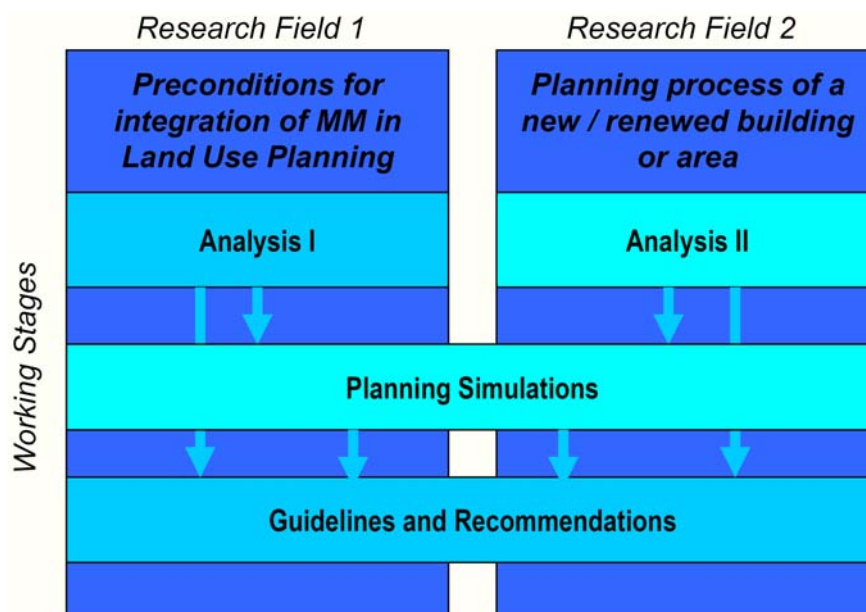 Research Field 1
Research Field 2
Preconditions for
integration of MM in
Land Use Planning
Planning process of a
new / renewed building
or area
Working Stages
Analysis I
Analysis II
Planning Simulations
Guidelines and Recommendations